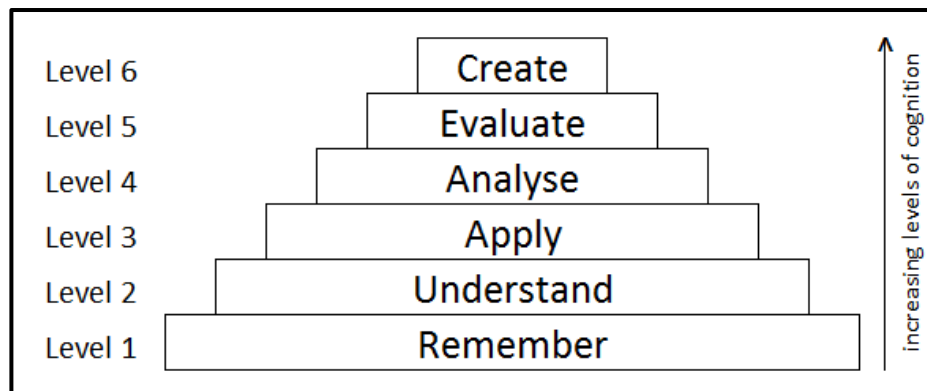 Level 6 Create
Level 5 Evaluate
Level 4 Analyse
Level 3 Apply
Level 2 Understand
Level 1 Remember
increasing levels of cognition